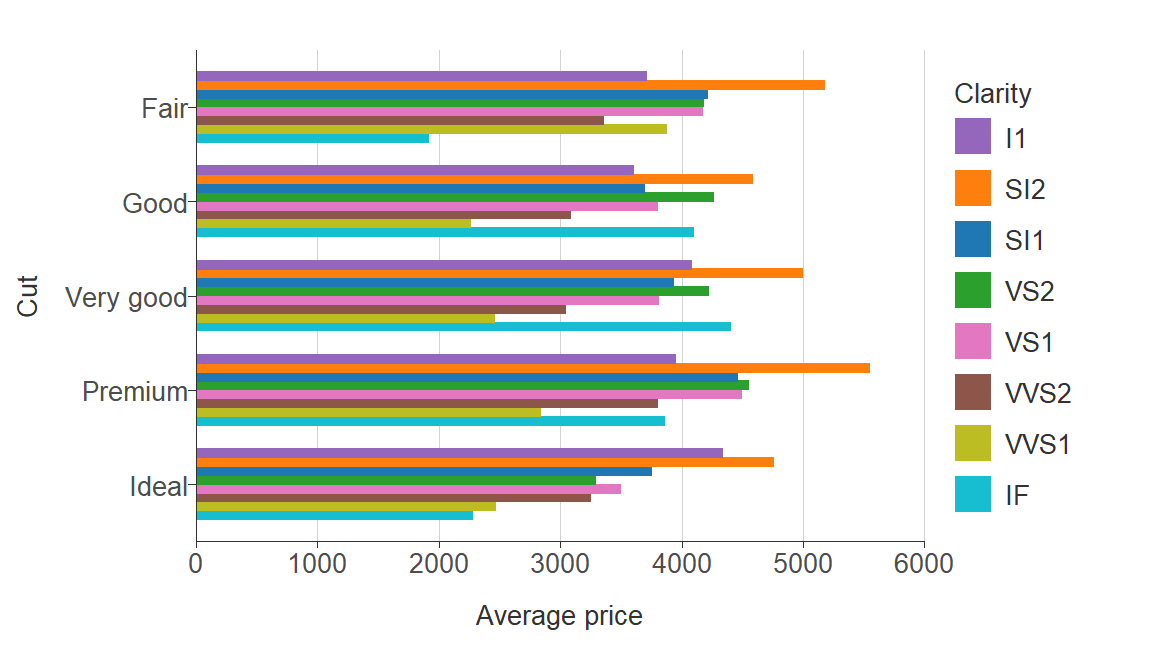 Clarity
I1
SI2
SI1
VS2
VS1
VVS2
VVS1
IF
Cut
Fair
Good
Very good
Premium
Ideal
0 1000 2000 3000 4000 5000 6000
Average price